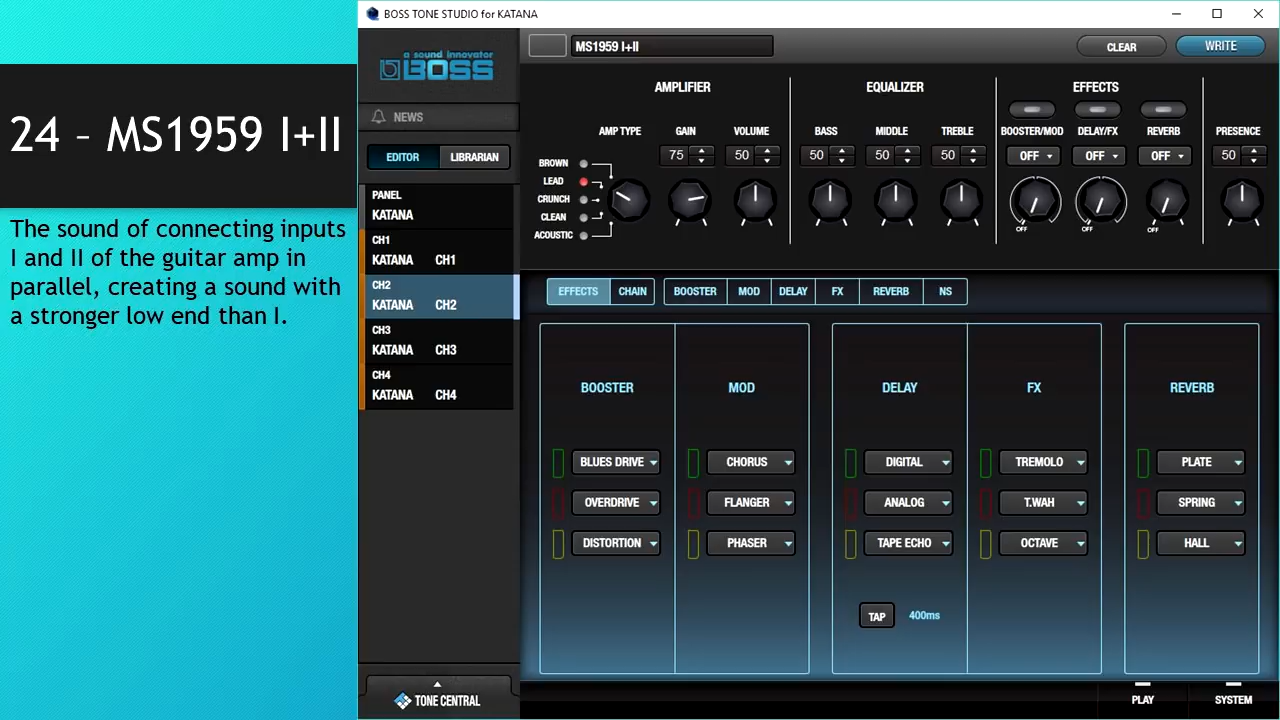 24 – MS1959 I+II
The sound of connecting inputs
I and II of the guitar amp in
parallel, creating a sound with
a stronger low end than I.
BOSS TONE STUDIO for KATANA
a sound innovator
BOSS
NEWS
EDITOR LIBRARIAN
PANEL
KATANA
CH1
KATANA CH1
CH2
KATANA CH2
CH3
KATANA CH3
CH4
KATANA CH4
TONE CENTRAL
MS1959 I+II CLEAR WRITE
AMPLIFIER EQUALIZER EFFECTS
AMP TYPE GAIN VOLUME BASS MIDDLE TREBLE BOOSTER/MOD DELAY/FX REVERB PRESENCE
75 50 50 50 50 OFF OFF OFF 50
BROWN
LEAD
CRUNCH
CLEAN
ACOUSTIC
OFF OFF OFF
EFFECTS CHAIN BOOSTER MOD DELAY FX REVERB NS
BOOSTER MOD DELAY FX REVERB
BLUES DRIVE CHORUS DIGITAL TREMOLO PLATE
OVERDRIVE FLANGER ANALOG T.WAH SPRING
DISTORTION PHASER TAPE ECHO OCTAVE HALL
TAP 400ms
PLAY SYSTEM